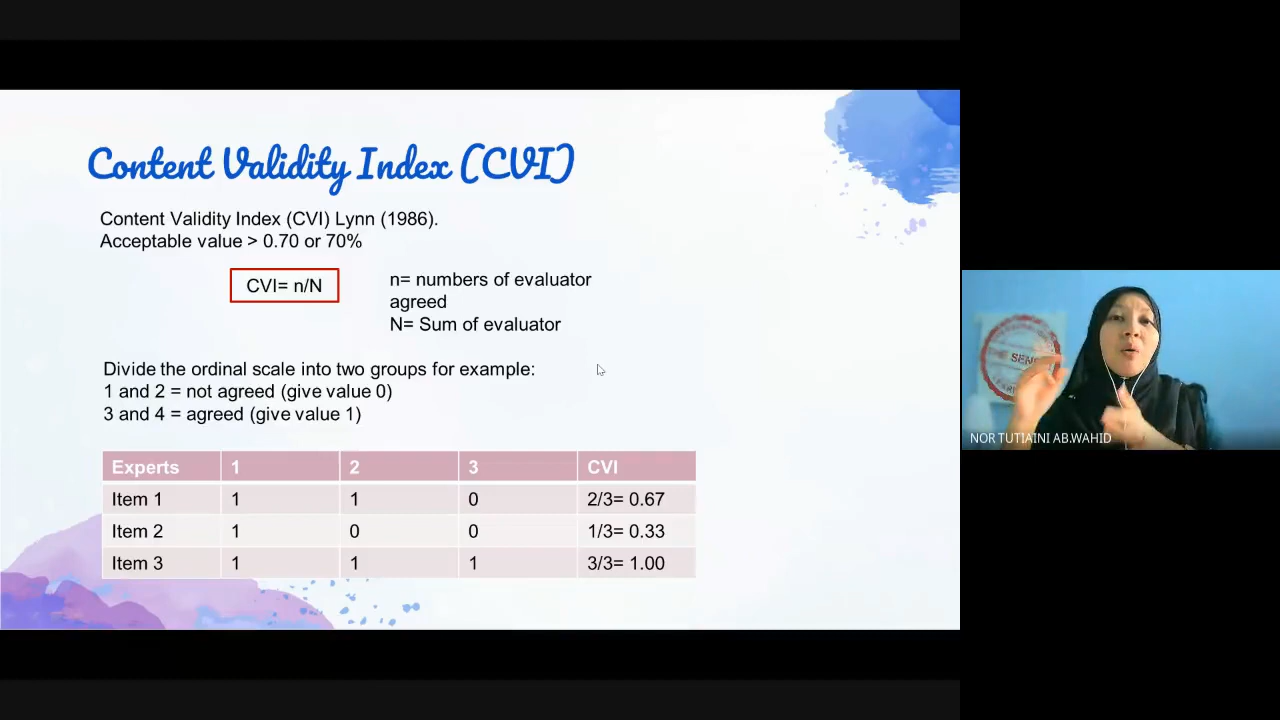 Content Validity Index (CVI)
Content Validity Index (CVI) Lynn (1986).
Acceptable value > 0.70 or 70%
CVI= n/N
n= numbers of evaluator
agreed
N= Sum of evaluator
Divide the ordinal scale into two groups for example:
1 and 2 = not agreed (give value 0)
3 and 4 = agreed (give value 1)
Experts 1 2 3 CVI
Item 1 1 1 0 2/3= 0.67
Item 2 1 0 0 1/3= 0.33
Item 3 1 1 1 3/3= 1.00
NOR TUTIAINI AB.WAHID